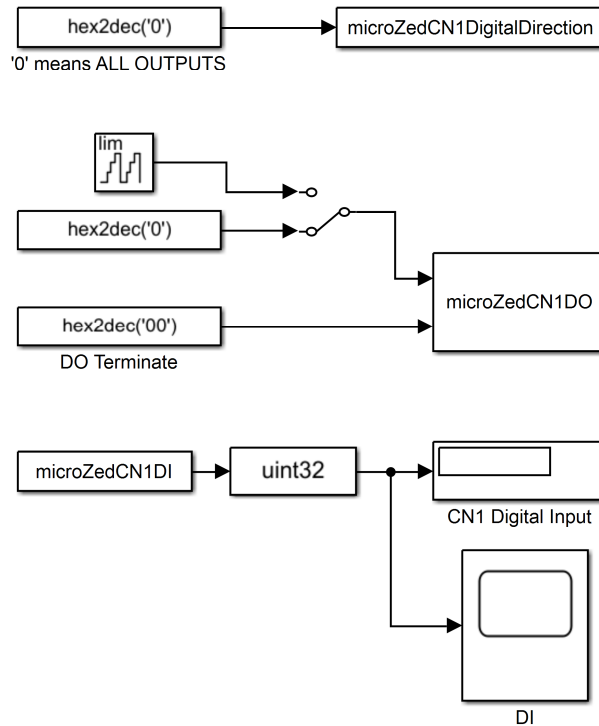 hex2dec('0')
microZedCN1DigitalDirection
'0' means ALL OUTPUTS
lim
hex2dec('0')
microZedCN1DO
hex2dec('00')
DO Terminate
microZedCN1DI
uint32
CN1 Digital Input
DI